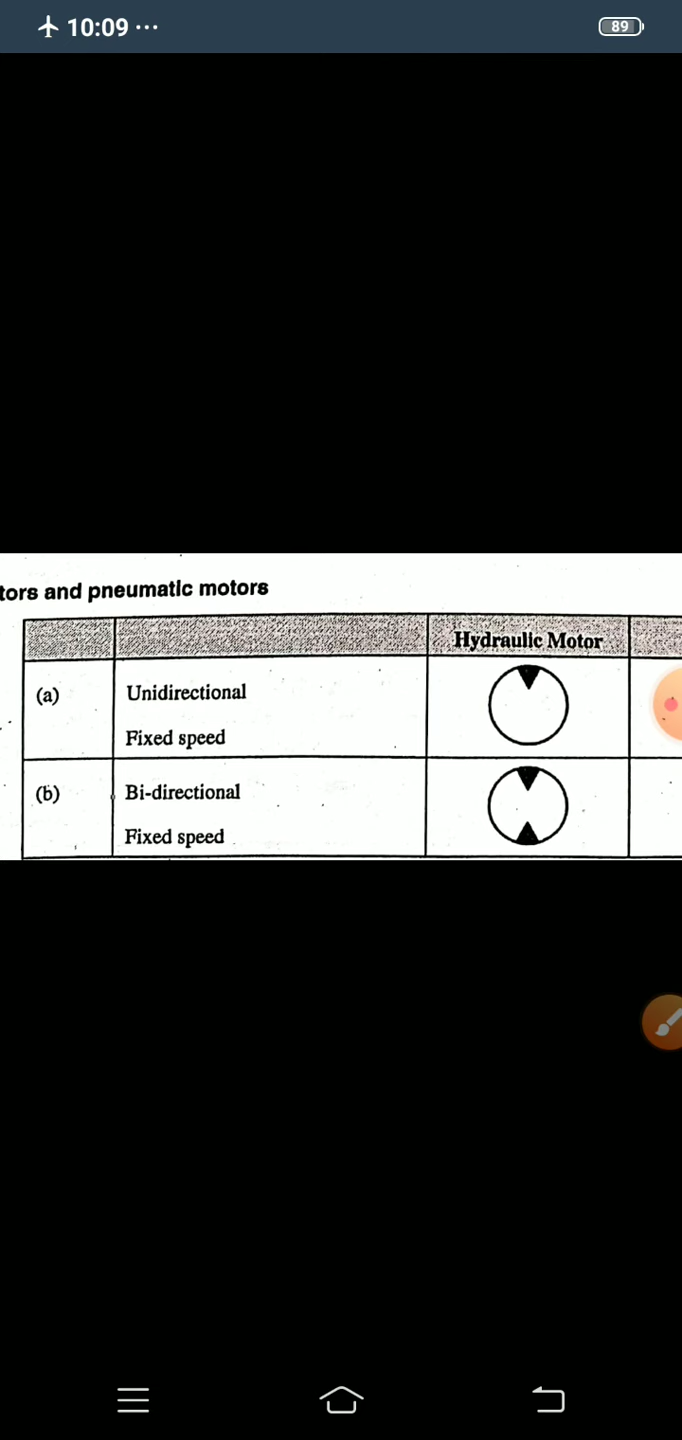 10:09 ...
89
tors and pneumatic motors
Hydraulic Motor
(a) Unidirectional
Fixed speed
(b) Bi-directional
Fixed speed